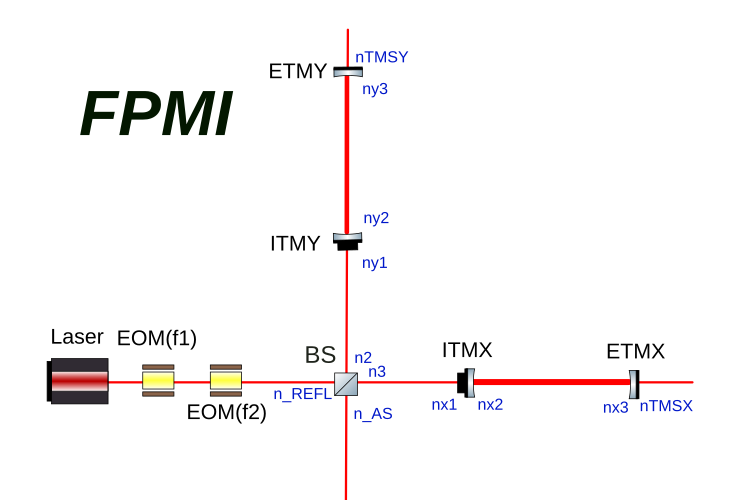 nTMSY
ETMY
ny3
FPMI
ny2
ITMY
ny1
Laser
EOM(f1)
BS
n2
n3
ITMX
ETMX
n_REFL
EOM(f2)
n_AS
nx1
nx2
nx3
nTMSX